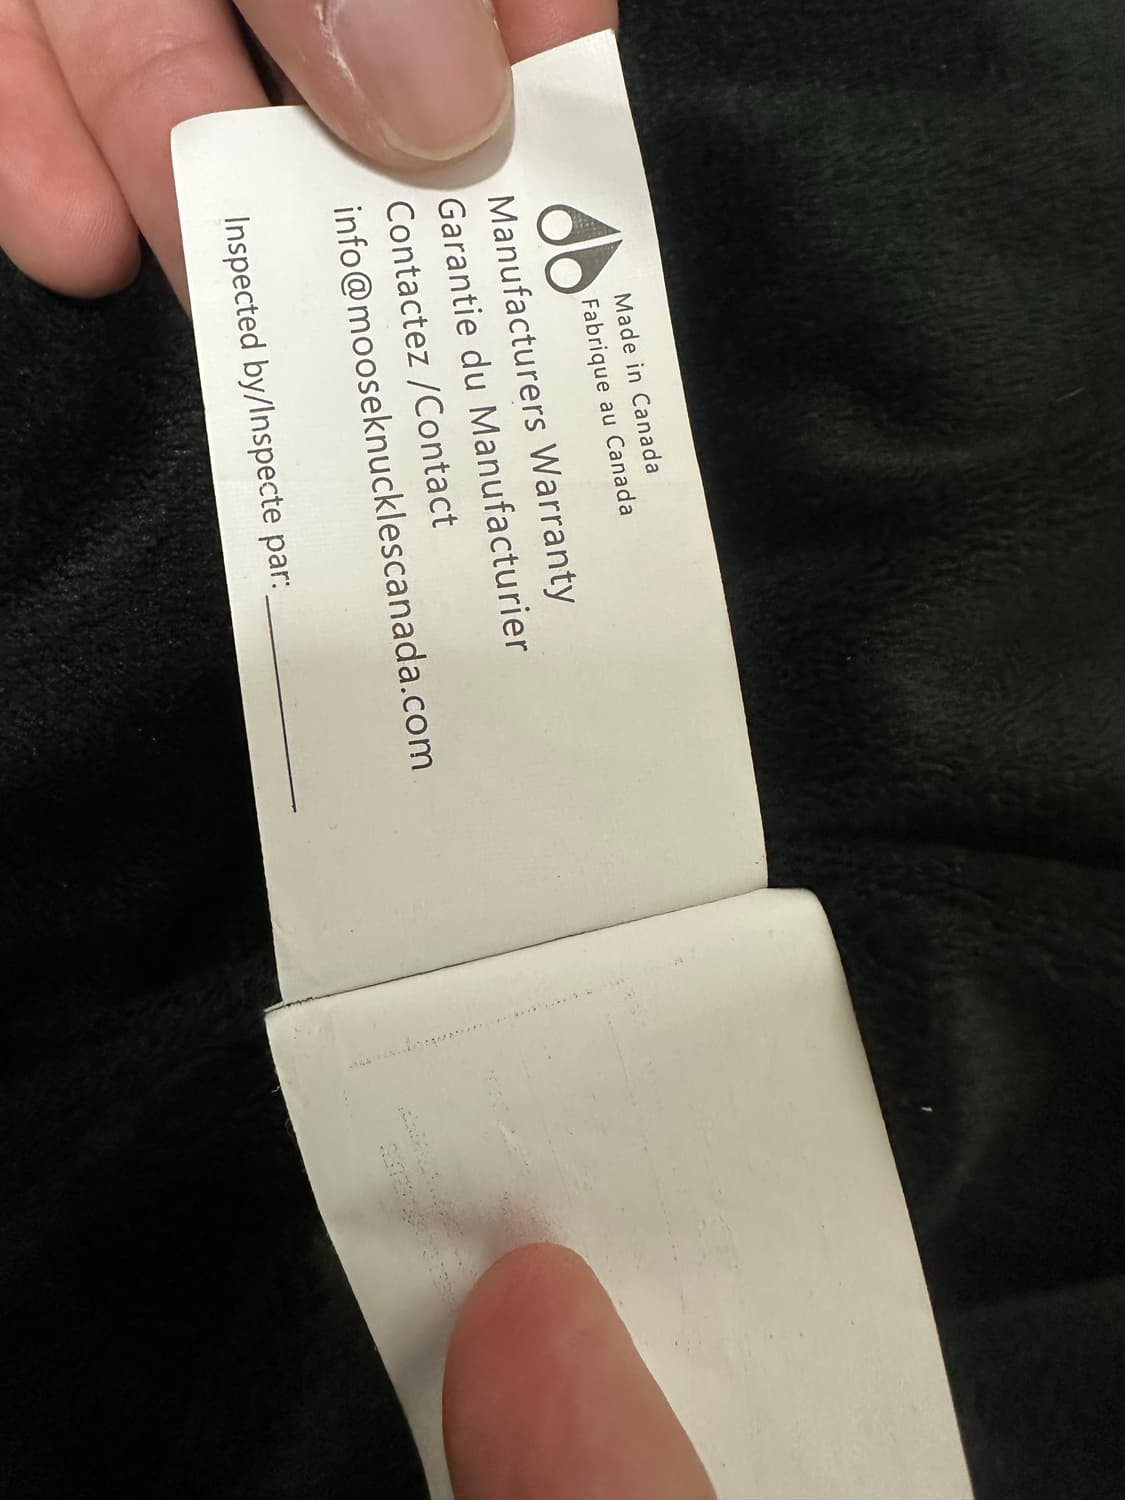 Made in Canada
Fabrique au Canada
Manufacturers Warranty
Garantie du Manufacturier
Contactez /Contact
info@mooseknucklescanada.com
Inspected by/Inspecte par: